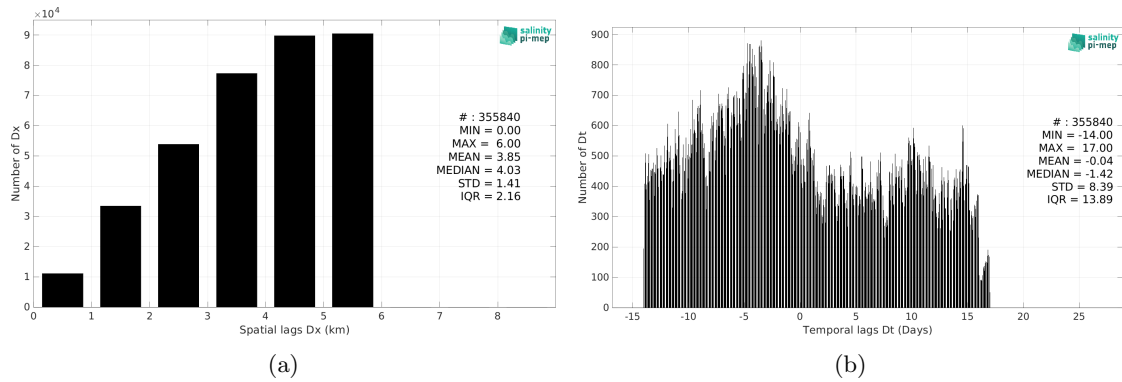 ×10⁴
9
8
7
6
5
4
3
2
1
0
Number of Dx
0 1 2 3 4 5 6 7 8
Spatial lags Dx (km)
salinity
pi-mep
# : 355840
MIN = 0.00
MAX = 6.00
MEAN = 3.85
MEDIAN = 4.03
STD = 1.41
IQR = 2.16
(a)
900
800
700
600
500
400
300
200
100
0
Number of Dt
-15 -10 -5 0 5 10 15 20 25
Temporal lags Dt (Days)
salinity
pi-mep
# : 355840
MIN = -14.00
MAX = 17.00
MEAN = -0.04
MEDIAN = -1.42
STD = 8.39
IQR = 13.89
(b)